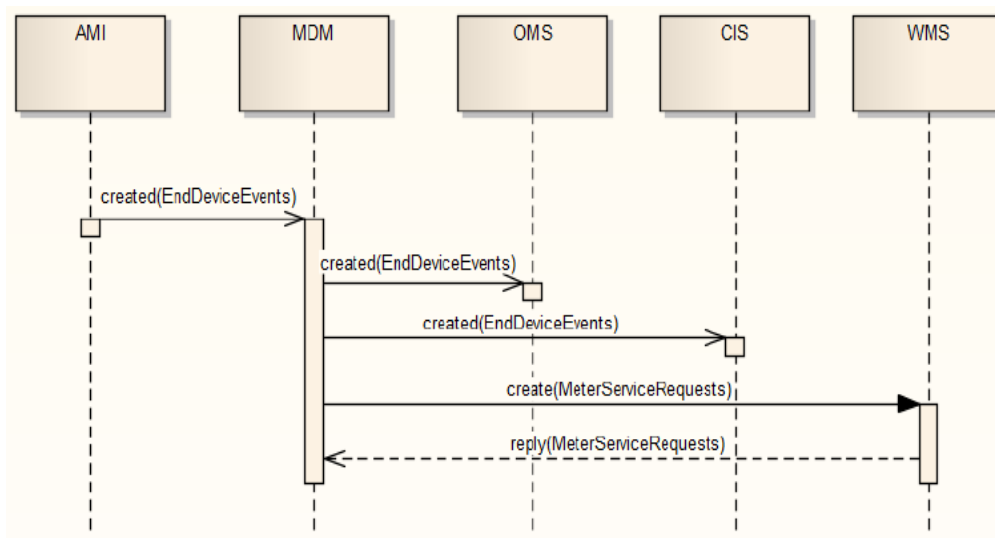 AMI
MDM
OMS
CIS
WMS
created(EndDeviceEvents)
created(EndDeviceEvents)
created(EndDeviceEvents)
create(MeterServiceRequests)
reply(MeterServiceRequests)